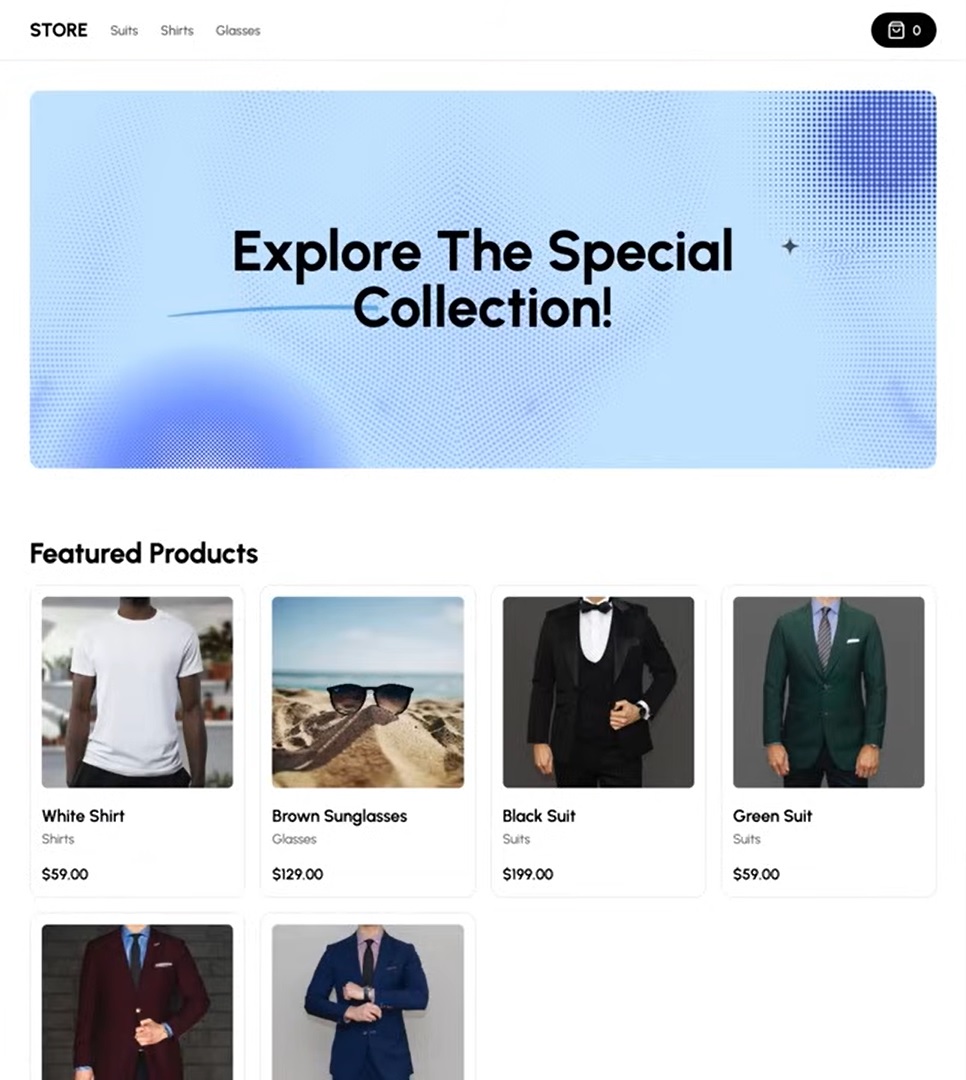 STORE Suits Shirts Glasses 0
Explore The Special
Collection!
Featured Products
White Shirt
Shirts
$59.00
Brown Sunglasses
Glasses
$129.00
Black Suit
Suits
$199.00
Green Suit
Suits
$59.00